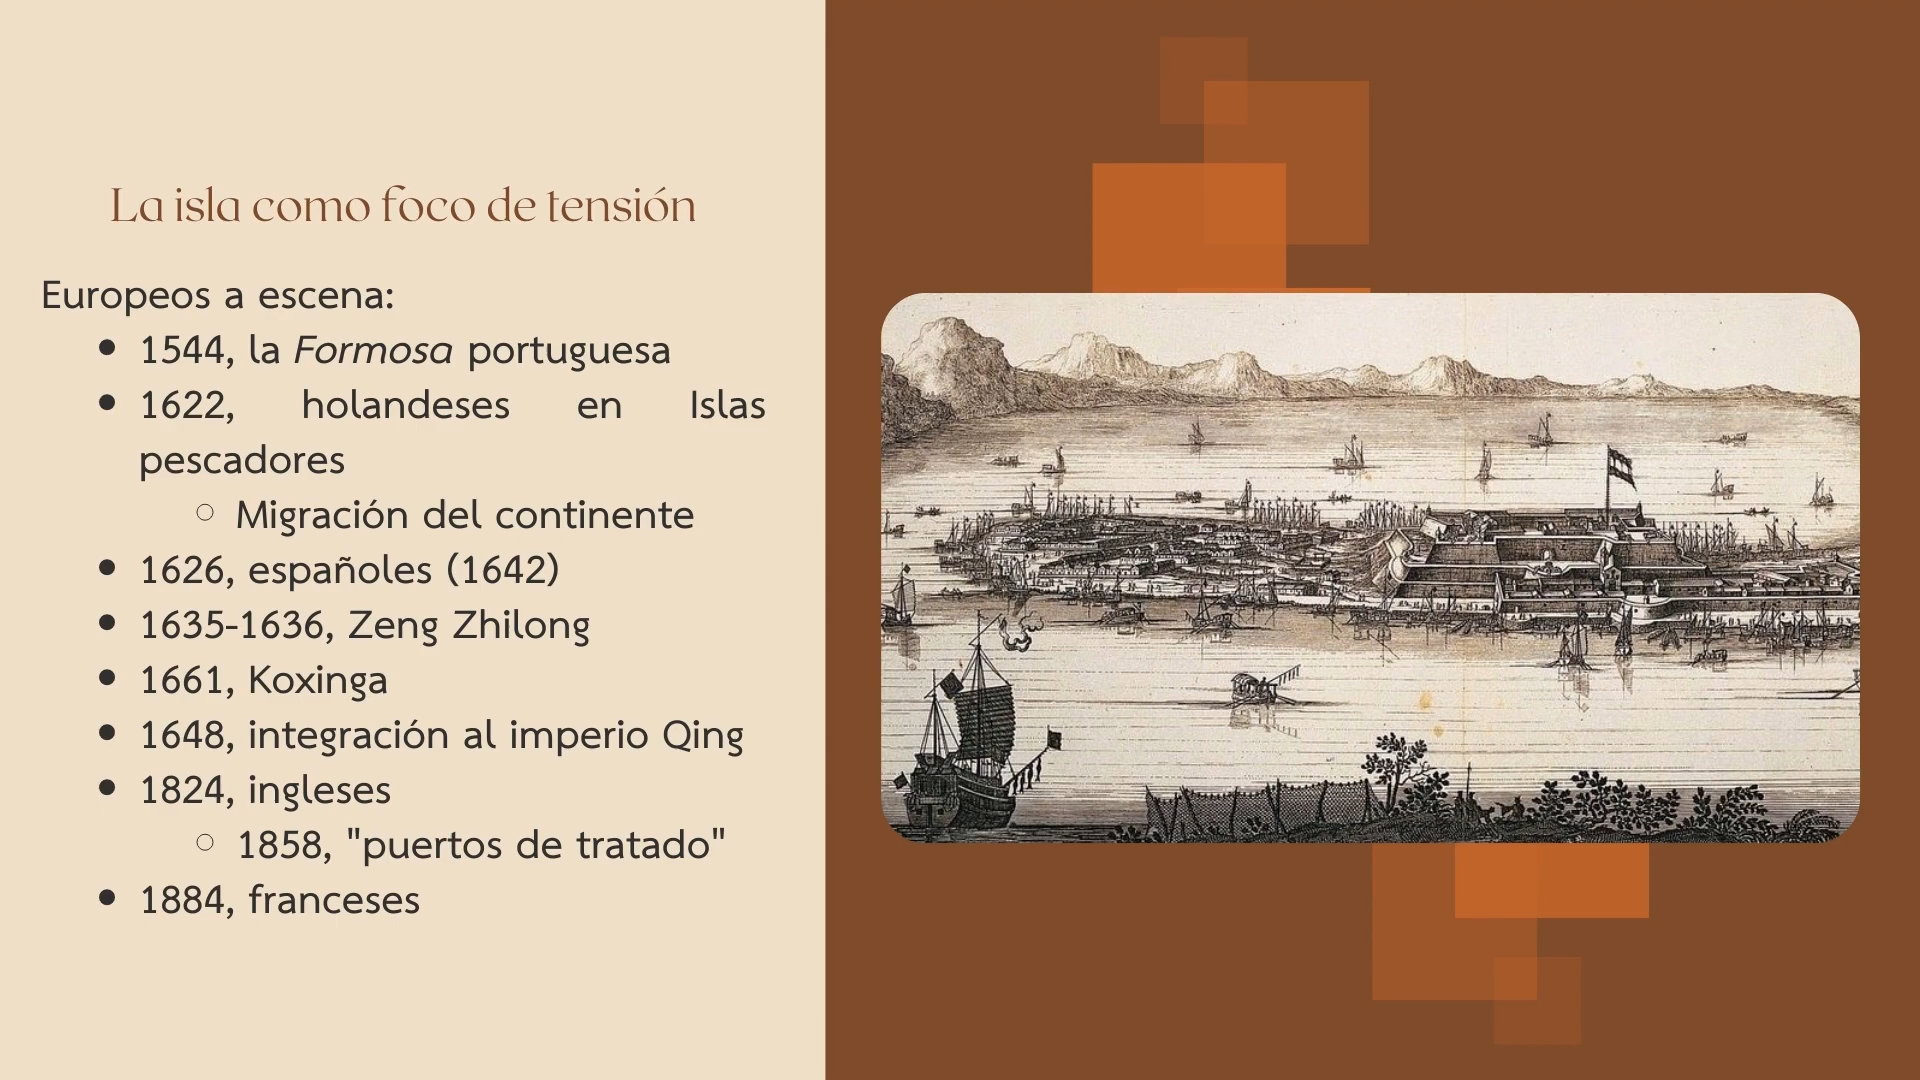 La isla como foco de tensión
Europeos a escena:
• 1544, la Formosa portuguesa
• 1622, holandeses en Islas
pescadores
○ Migración del continente
• 1626, españoles (1642)
• 1635-1636, Zeng Zhilong
• 1661, Koxinga
• 1648, integración al imperio Qing
• 1824, ingleses
○ 1858, "puertos de tratado"
• 1884, franceses